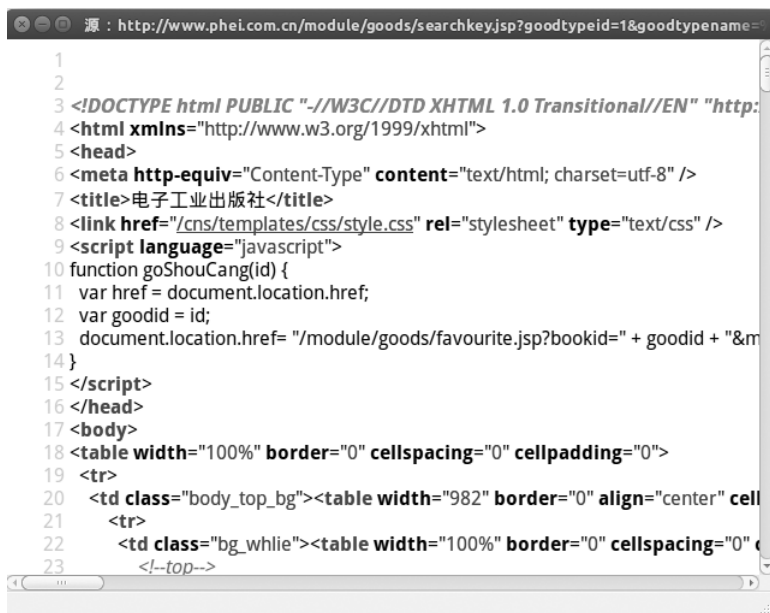 源：http://www.phei.com.cn/module/goods/searchkey.jsp?goodtypeid=1&goodtypename=
1
2
3 <!DOCTYPE html PUBLIC "-//W3C//DTD XHTML 1.0 Transitional//EN" "http:
4 <html xmlns="http://www.w3.org/1999/xhtml">
5 <head>
6 <meta http-equiv="Content-Type" content="text/html; charset=utf-8" />
7 <title>电子工业出版社</title>
8 <link href="/cns/templates/css/style.css" rel="stylesheet" type="text/css" />
9 <script language="javascript">
10 function goShouCang(id) {
11 var href = document.location.href;
12 var goodid = id;
13 document.location.href= "/module/goods/favourite.jsp?bookid=" + goodid + "&m
14 }
15 </script>
16 </head>
17 <body>
18 <table width="100%" border="0" cellspacing="0" cellpadding="0">
19 <tr>
20 <td class="body_top_bg"><table width="982" border="0" align="center" cell
21 <tr>
22 <td class="bg_whlie"><table width="100%" border="0" cellspacing="0"
23 <!--top-->